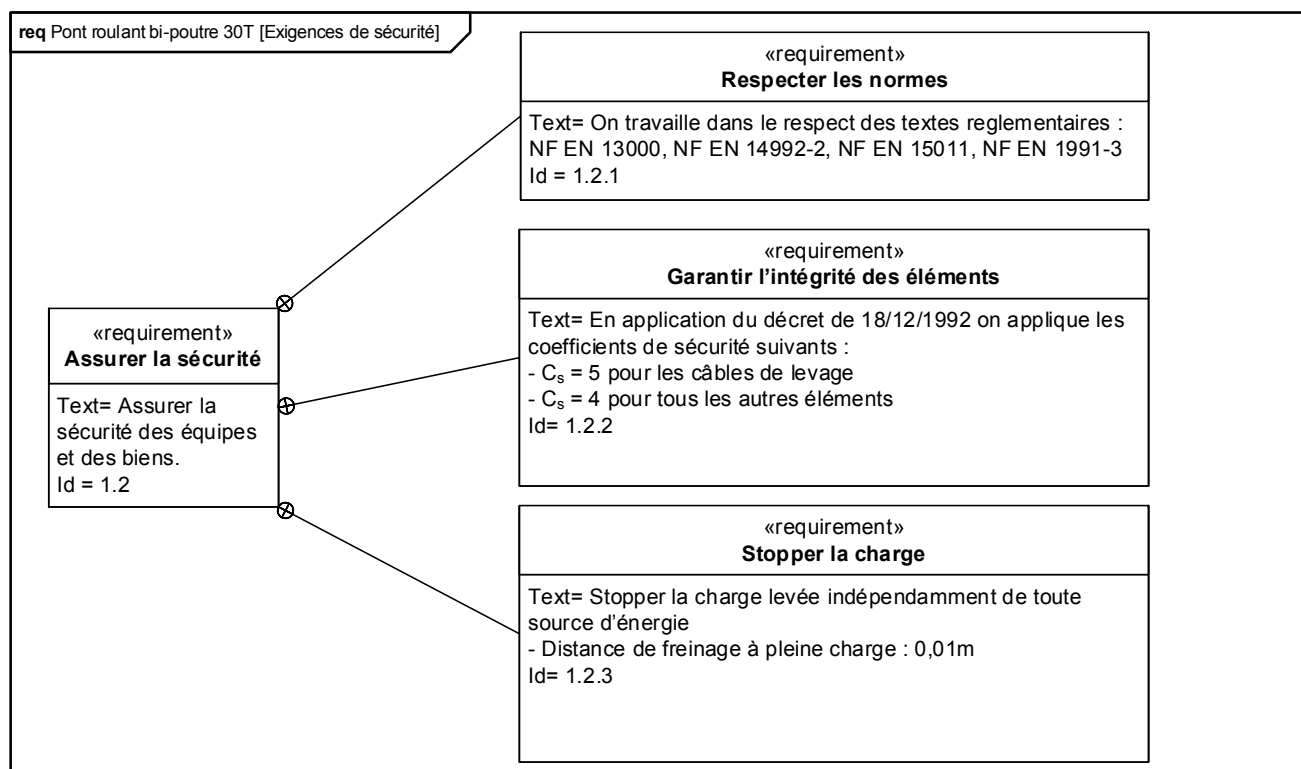 req Pont roulant bi-poutre 30T [Exigences de sécurité]
«requirement»
Respecter les normes
Text= On travaille dans le respect des textes reglementaires :
NF EN 13000, NF EN 14992-2, NF EN 15011, NF EN 1991-3
Id = 1.2.1
«requirement»
Garantir l’intégrité des éléments
Text= En application du décret de 18/12/1992 on applique les
coefficients de sécurité suivants :
- Cs = 5 pour les câbles de levage
- Cs = 4 pour tous les autres éléments
Id= 1.2.2
«requirement»
Assurer la sécurité
Text= Assurer la
sécurité des équipes
et des biens.
Id = 1.2
«requirement»
Stopper la charge
Text= Stopper la charge levée indépendamment de toute
source d’énergie
- Distance de freinage à pleine charge : 0,01m
Id= 1.2.3